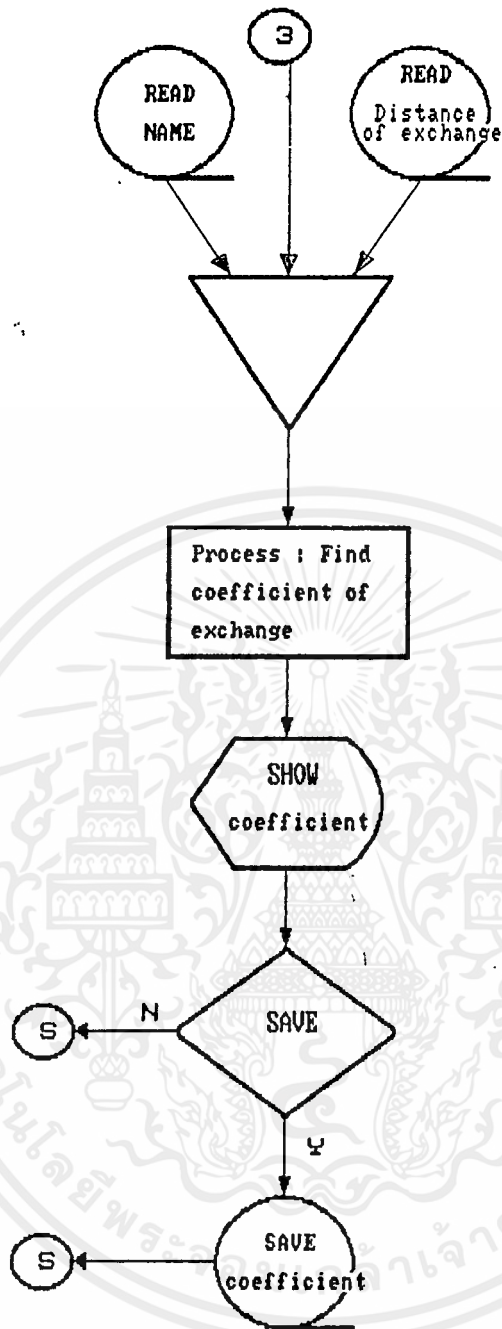 3
READ
NAME
READ
Distance
of exchange
Process : Find
coefficient of
exchange
SHOW
coefficient
SAVE
N
S
Y
SAVE
coefficient
S